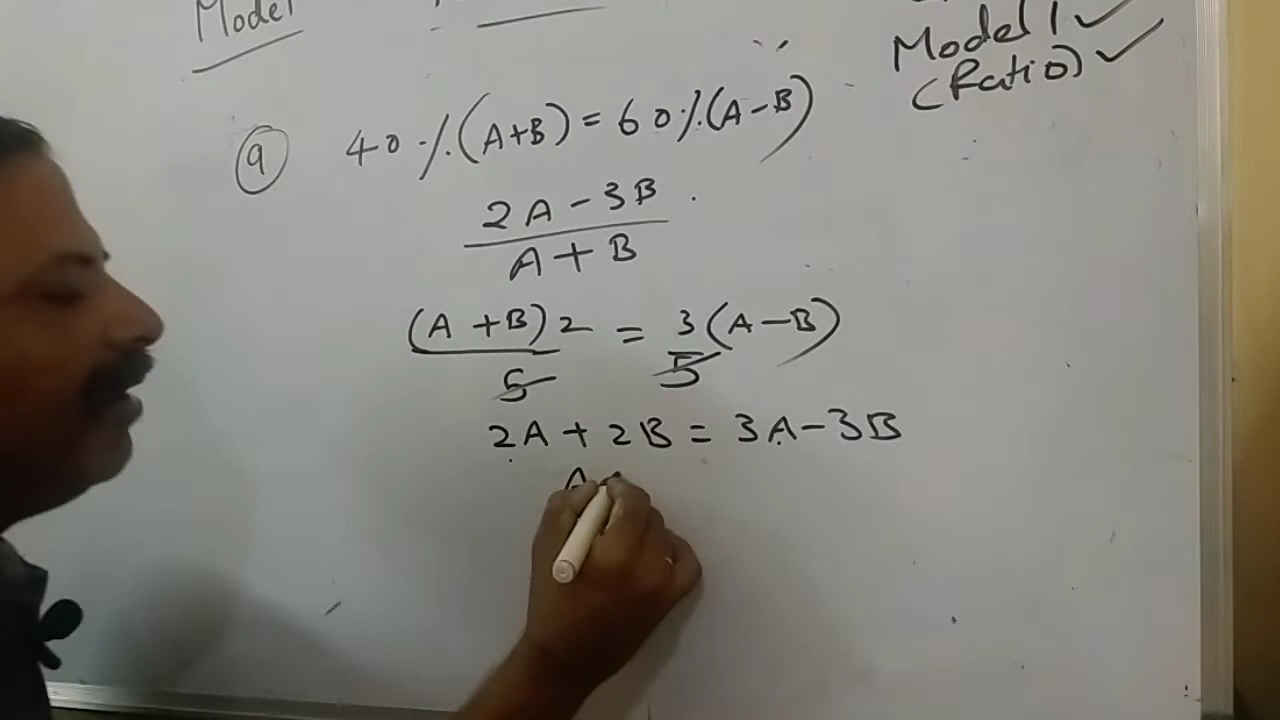 Model
Model 1 ✓
(Ratio) ✓
9 40 ./.(A+B) = 60 ./.(A-B)
2A - 3B
A + B
(A + B) 2 = 3 (A - B)
5 5
2A + 2B = 3A - 3B
A